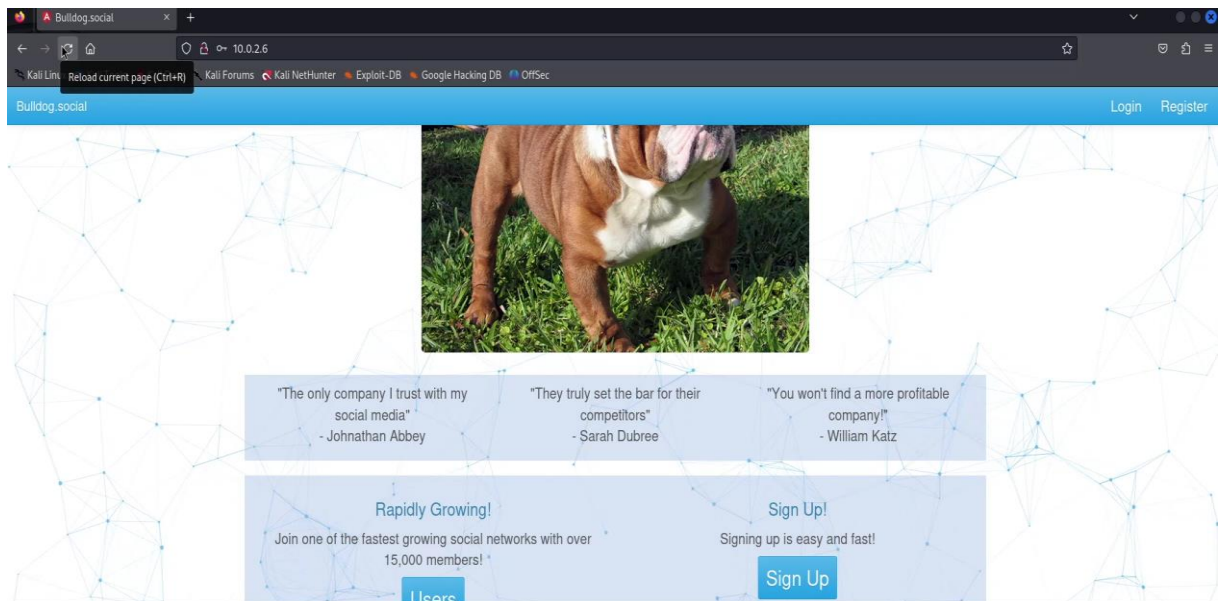 Bulldog.social
10.0.2.6
Kali Linu
Reload current page (Ctrl+R)
Kali Forums
Kali NetHunter
Exploit-DB
Google Hacking DB
OffSec
Bulldog.social
Login
Register
"The only company I trust with my
social media"
- Johnathan Abbey
"They truly set the bar for their
competitors"
- Sarah Dubree
"You won't find a more profitable
company!"
- William Katz
Rapidly Growing!
Join one of the fastest growing social networks with over
15,000 members!
Users
Sign Up!
Signing up is easy and fast!
Sign Up